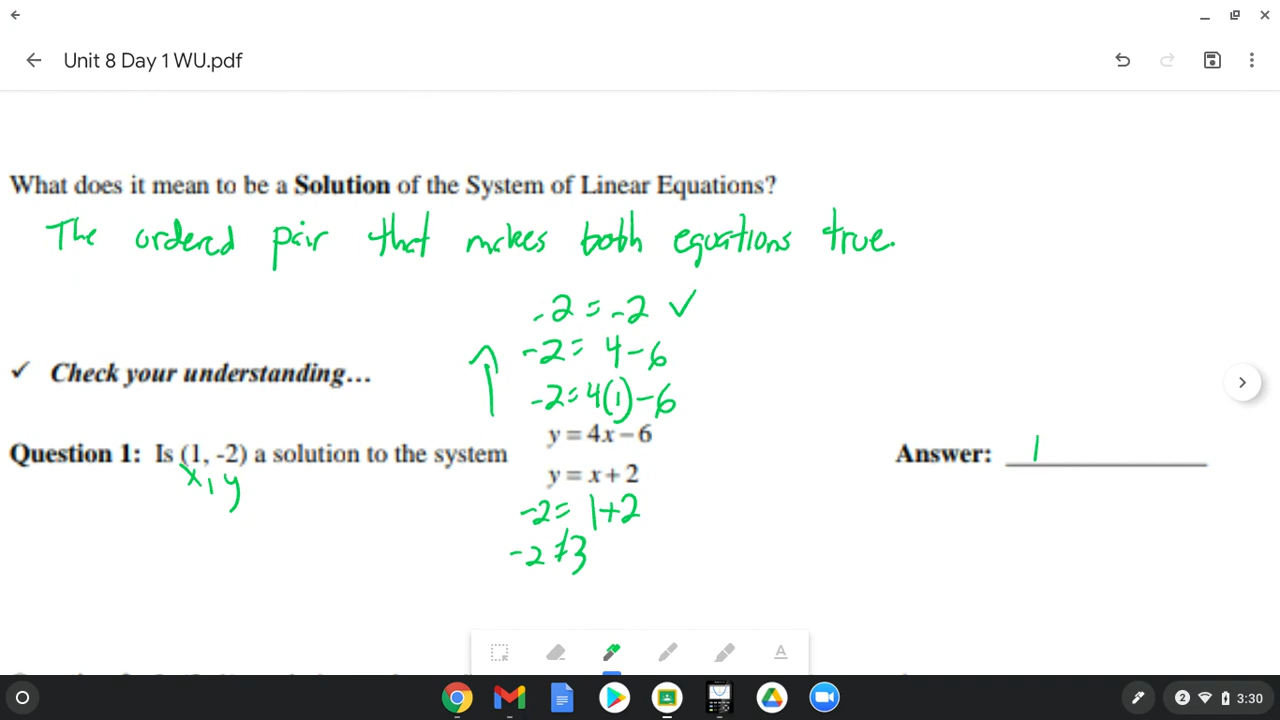 Unit 8 Day 1 WU.pdf
What does it mean to be a Solution of the System of Linear Equations?
The ordered pair that makes both equations true.
-2 = -2 ✓
-2 = 4-6
✓ Check your understanding...
-2=4(1)-6
y = 4x – 6
Question 1: Is (1, -2) a solution to the system
Answer: 1
y = x + 2
x, y
-2 = 1+2
-2 ≠ 3
A
2 3:30